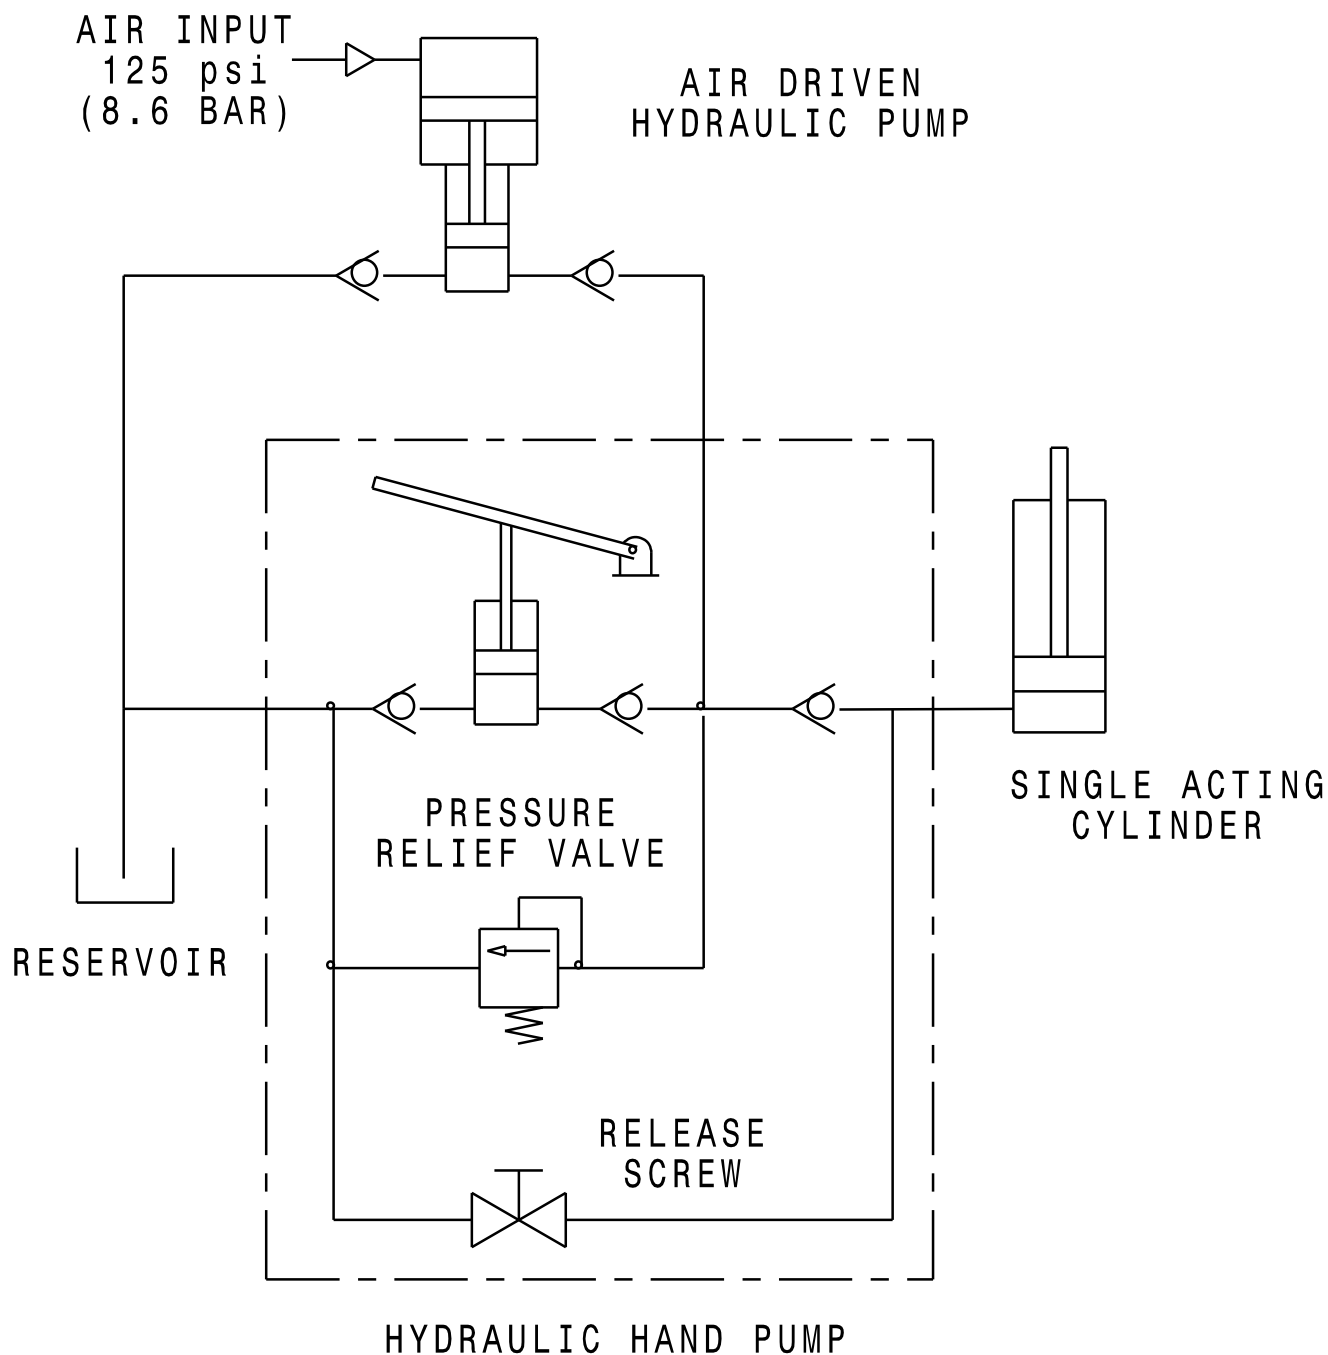 AIR INPUT
125 psi
(8.6 BAR)
AIR DRIVEN
HYDRAULIC PUMP
SINGLE ACTING
CYLINDER
PRESSURE
RELIEF VALVE
RESERVOIR
RELEASE
SCREW
HYDRAULIC HAND PUMP